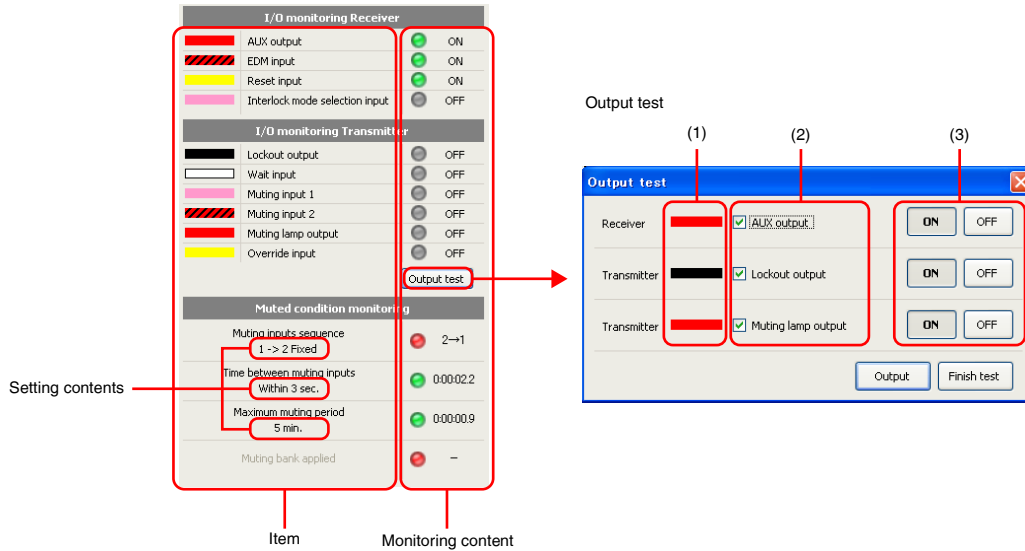 I/O monitoring Receiver
AUX output ON
EDM input ON
Reset input ON
Interlock mode selection input OFF
I/O monitoring Transmitter
Lockout output OFF
Wait input OFF
Muting input 1 OFF
Muting input 2 OFF
Muting lamp output OFF
Override input OFF
Output test
Muted condition monitoring
Muting inputs sequence
1 -> 2 Fixed
2→1
Time between muting inputs
Within 3 sec.
0:00:02.2
Maximum muting period
5 min.
0:00:00.9
Muting bank applied –
Setting contents
Item
Monitoring content
Output test
(1) (2) (3)
Output test
Receiver AUX output ON OFF
Transmitter Lockout output ON OFF
Transmitter Muting lamp output ON OFF
Output Finish test